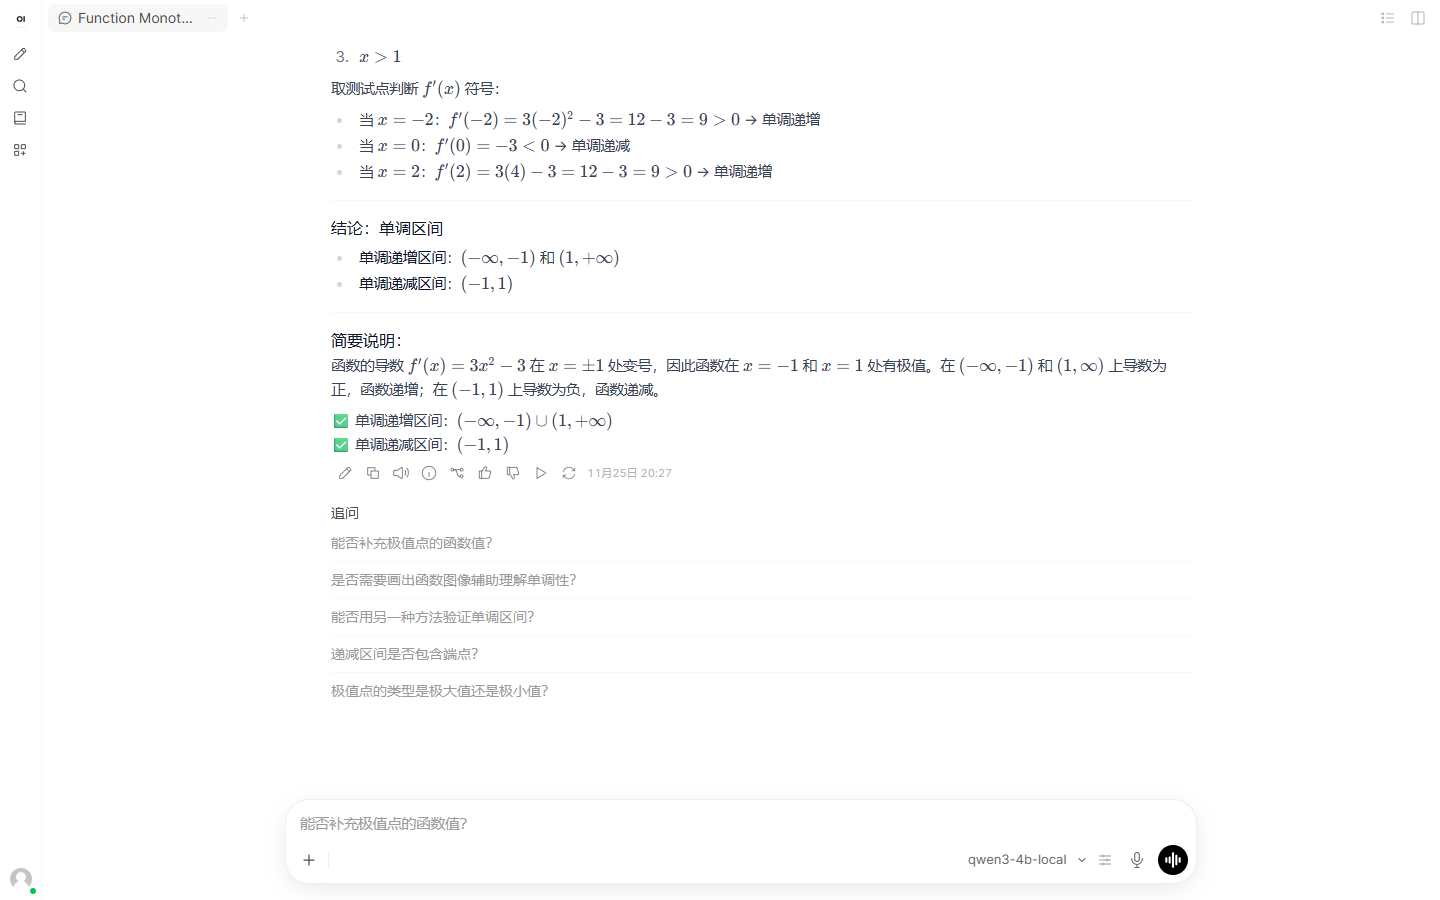 OI
Function Monot...
3. x > 1
取测试点判断 f′(x) 符号：
当 x = −2：f′(−2) = 3(−2)² − 3 = 12 − 3 = 9 > 0 → 单调递增
当 x = 0：f′(0) = −3 < 0 → 单调递减
当 x = 2：f′(2) = 3(4) − 3 = 12 − 3 = 9 > 0 → 单调递增
结论：单调区间
单调递增区间：(−∞, −1) 和 (1, +∞)
单调递减区间：(−1, 1)
简要说明：
函数的导数 f′(x) = 3x² − 3 在 x = ±1 处变号，因此函数在 x = −1 和 x = 1 处有极值。在 (−∞, −1) 和 (1, ∞) 上导数为
正，函数递增；在 (−1, 1) 上导数为负，函数递减。
✅ 单调递增区间：(−∞, −1) ∪ (1, +∞)
✅ 单调递减区间：(−1, 1)
11月25日 20:27
追问
能否补充极值点的函数值？
是否需要画出函数图像辅助理解单调性？
能否用另一种方法验证单调区间？
递减区间是否包含端点？
极值点的类型是极大值还是极小值？
能否补充极值点的函数值？
qwen3-4b-local